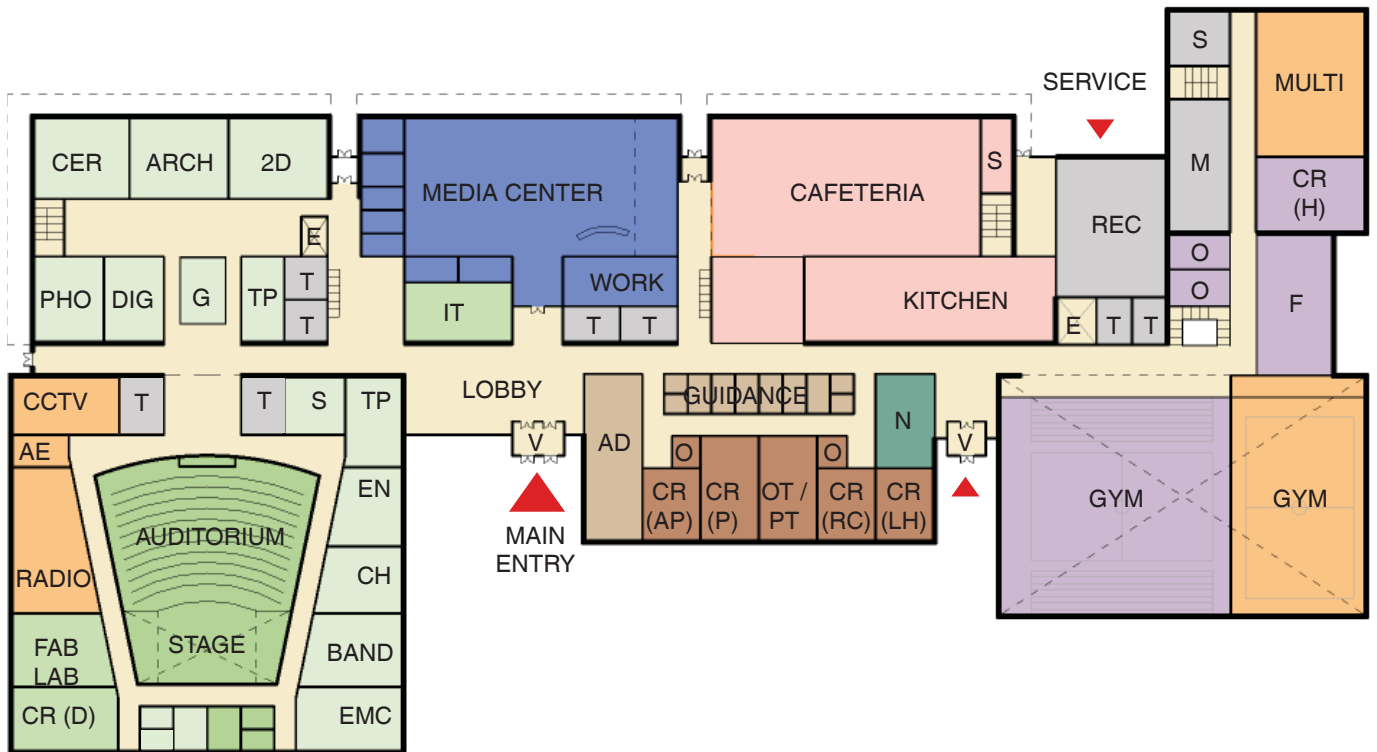 S
SERVICE
MULTI
CER
ARCH
2D
MEDIA CENTER
CAFETERIA
S
M
CR
(H)
REC
E
O
O
PHO
DIG
G
TP
T
T
IT
WORK
T
T
KITCHEN
E
T
T
F
CCTV
T
T
S
TP
LOBBY
GUIDANCE
AE
V
AD
O
O
N
V
EN
CR
(AP)
CR
(P)
OT /
PT
CR
(RC)
CR
(LH)
GYM
GYM
MAIN
ENTRY
AUDITORIUM
RADIO
CH
STAGE
FAB
LAB
BAND
CR (D)
EMC